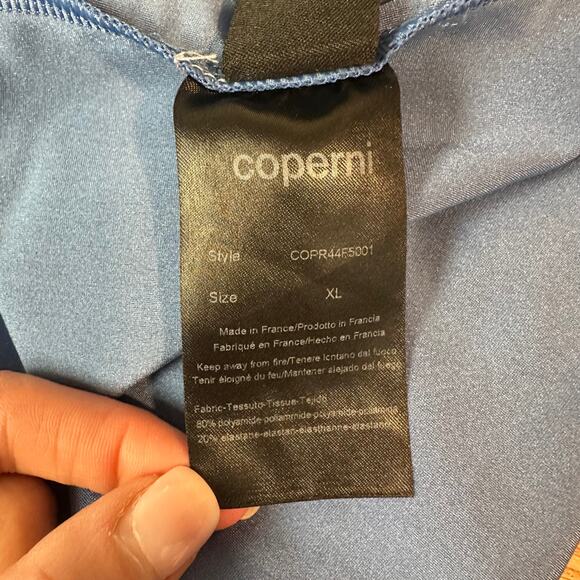 coperni
Style COPR44F5001
Size XL
Made in France/Prodotto in Francia
Fabriqué en France/Hecho en Francia
Keep away from fire/Tenere lontano dal fuoco
Tenir éloigné du feu/Mantener alejado del fuego
Fabric-Tessuto-Tissue-Tejido
80% polyamide-poliammide-polyamide-poliamida
20% elastane-elastan-elasthanne-elastane